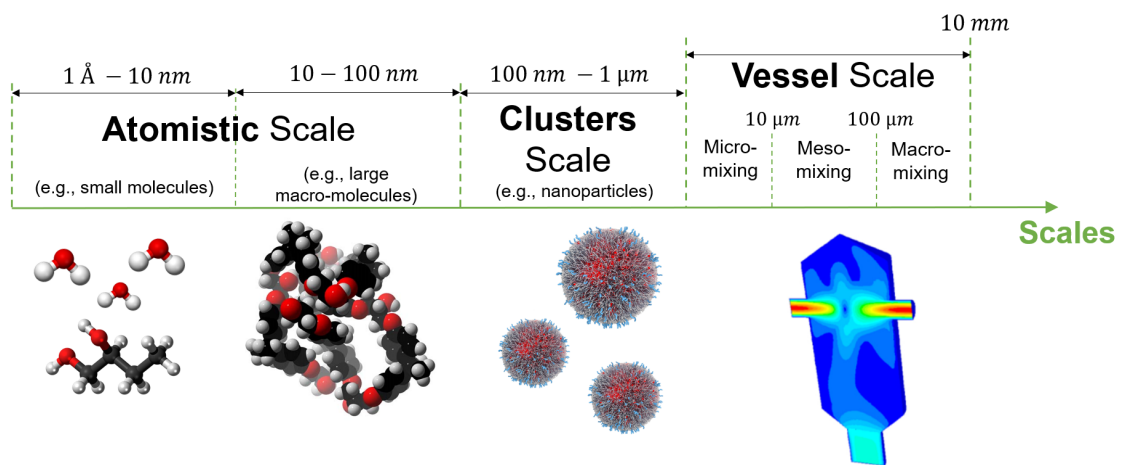 10 mm
1 Å − 10 nm
10 − 100 nm
100 nm − 1 μm
Vessel Scale
Atomistic Scale
Clusters
Scale
10 μm
100 μm
Micro-
mixing
Meso-
mixing
Macro-
mixing
(e.g., small molecules)
(e.g., large
macro-molecules)
(e.g., nanoparticles)
Scales